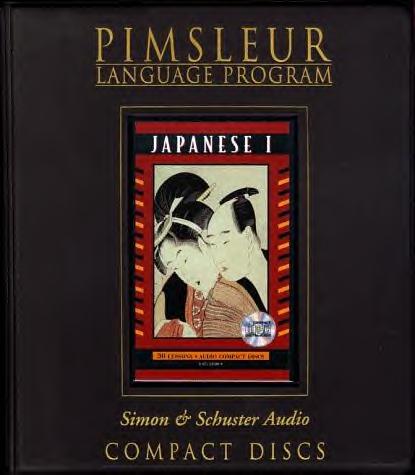 PIMSLEUR
LANGUAGE PROGRAM
JAPANESE I
30 LESSONS • AUDIO COMPACT DISCS
Simon & Schuster Audio
COMPACT DISCS